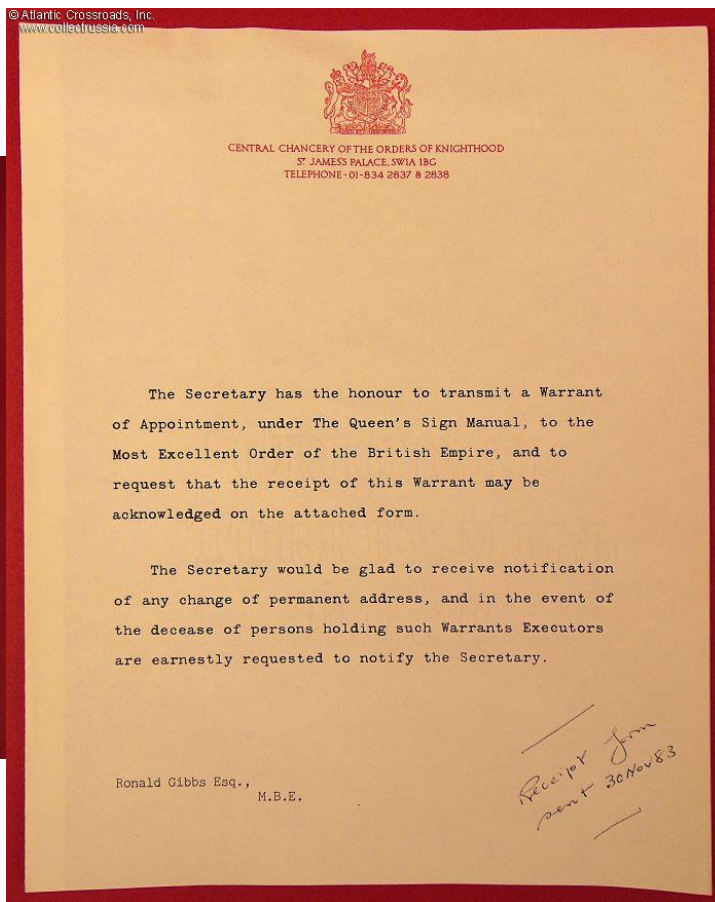 © Atlantic Crossroads, Inc.
www.collectrussia.com
CENTRAL CHANCERY OF THE ORDERS OF KNIGHTHOOD
ST JAMES'S PALACE, SW1A 1BG
TELEPHONE-01-834 2837 & 2838
The Secretary has the honour to transmit a Warrant
of Appointment, under The Queen's Sign Manual, to the
Most Excellent Order of the British Empire, and to
request that the receipt of this Warrant may be
acknowledged on the attached form.
The Secretary would be glad to receive notification
of any change of permanent address, and in the event of
the decease of persons holding such Warrants Executors
are earnestly requested to notify the Secretary.
Ronald Gibbs Esq.,
M.B.E.
Receipt form
sent 30 Nov 83